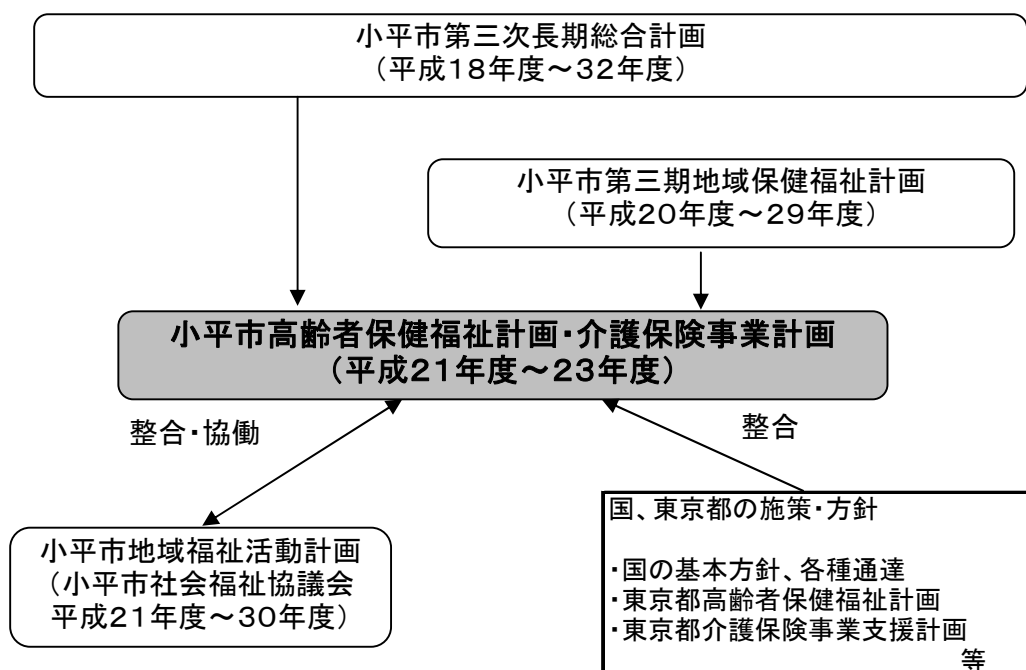 小平市第三次長期総合計画
（平成18年度～32年度）
小平市第三期地域保健福祉計画
（平成20年度～29年度）
小平市高齢者保健福祉計画・介護保険事業計画
（平成21年度～23年度）
整合・協働
整合
小平市地域福祉活動計画
（小平市社会福祉協議会
平成21年度～30年度）
国、東京都の施策・方針
・国の基本方針、各種通達
・東京都高齢者保健福祉計画
・東京都介護保険事業支援計画
等